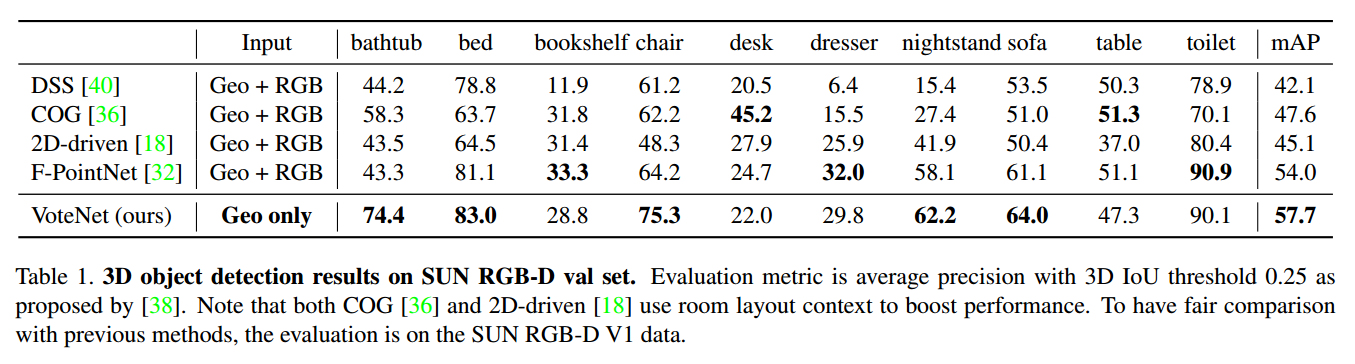 Input bathtub bed bookshelf chair desk dresser nightstand sofa table toilet mAP
DSS [40] Geo + RGB 44.2 78.8 11.9 61.2 20.5 6.4 15.4 53.5 50.3 78.9 42.1
COG [36] Geo + RGB 58.3 63.7 31.8 62.2 45.2 15.5 27.4 51.0 51.3 70.1 47.6
2D-driven [18] Geo + RGB 43.5 64.5 31.4 48.3 27.9 25.9 41.9 50.4 37.0 80.4 45.1
F-PointNet [32] Geo + RGB 43.3 81.1 33.3 64.2 24.7 32.0 58.1 61.1 51.1 90.9 54.0
VoteNet (ours) Geo only 74.4 83.0 28.8 75.3 22.0 29.8 62.2 64.0 47.3 90.1 57.7
Table 1. 3D object detection results on SUN RGB-D val set. Evaluation metric is average precision with 3D IoU threshold 0.25 as
proposed by [38]. Note that both COG [36] and 2D-driven [18] use room layout context to boost performance. To have fair comparison
with previous methods, the evaluation is on the SUN RGB-D V1 data.